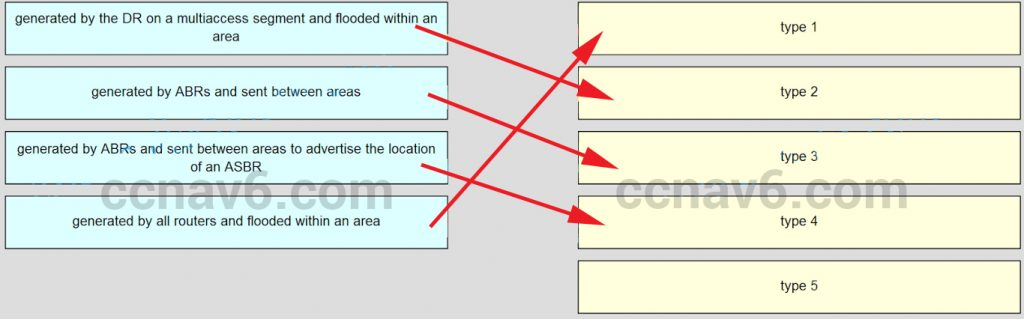 generated by the DR on a multiaccess segment and flooded within an
area
type 1
generated by ABRs and sent between areas
type 2
generated by ABRs and sent between areas to advertise the location
of an ASBR
type 3
ccnav6.com
ccnav6.com
generated by all routers and flooded within an area
type 4
type 5